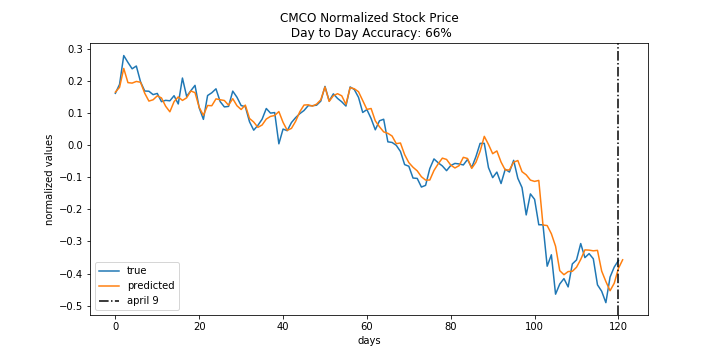 CMCO Normalized Stock Price
Day to Day Accuracy: 66%
normalized values
0.3
0.2
0.1
0.0
−0.1
−0.2
−0.3
−0.4
−0.5
true
predicted
april 9
0 20 40 60 80 100 120
days